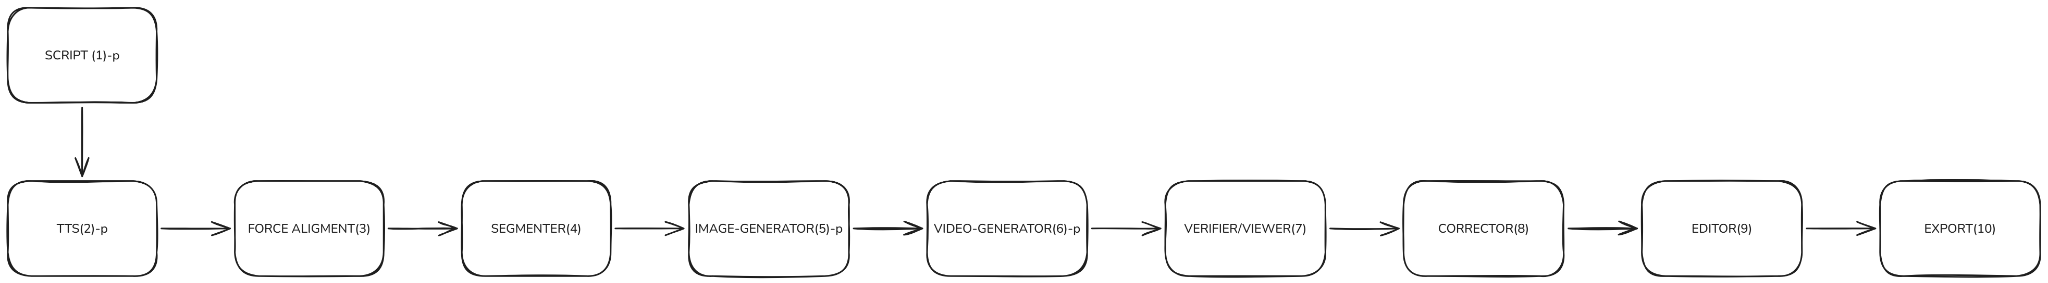 SCRIPT (1)-p
TTS(2)-p
FORCE ALIGMENT(3)
SEGMENTER(4)
IMAGE-GENERATOR(5)-p
VIDEO-GENERATOR(6)-p
VERIFIER/VIEWER(7)
CORRECTOR(8)
EDITOR(9)
EXPORT(10)